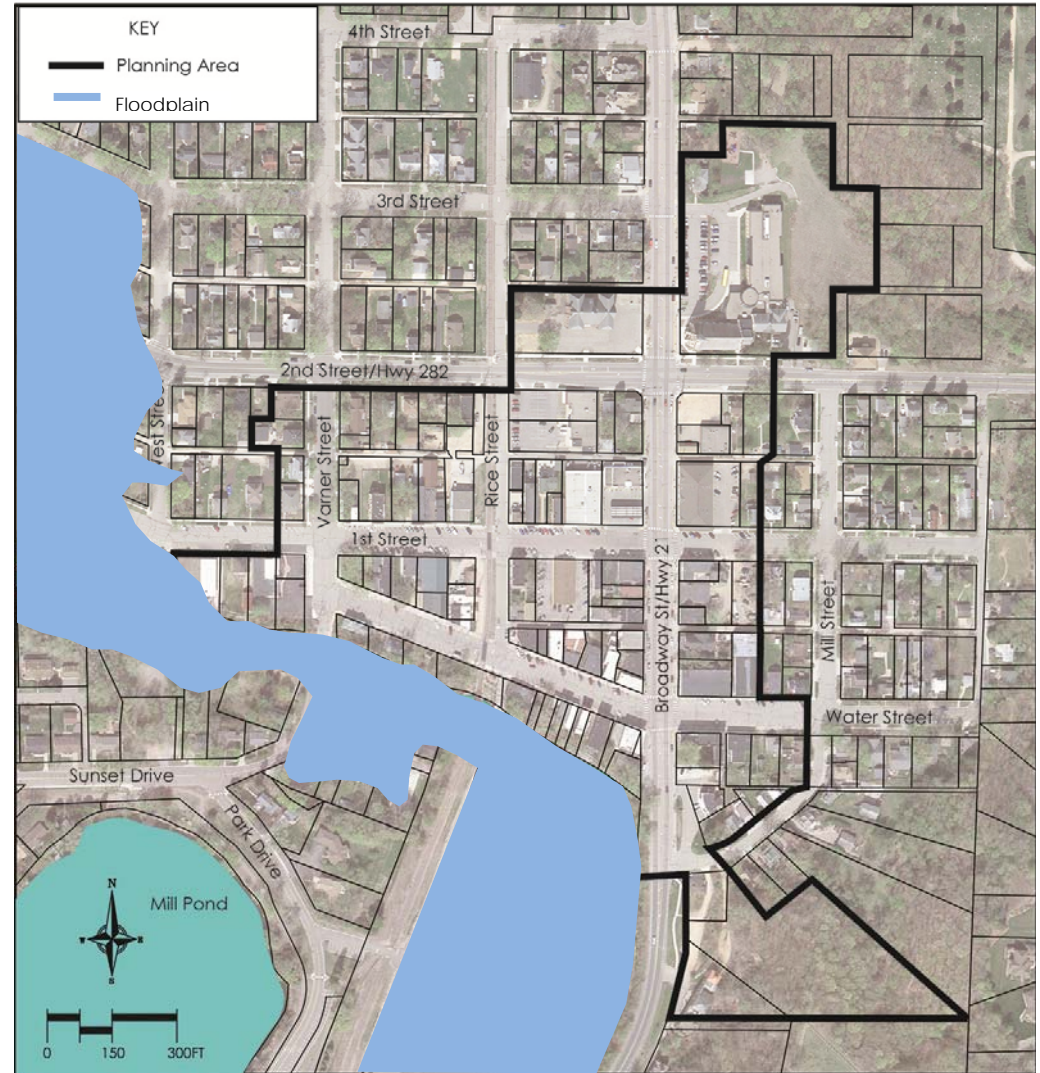 KEY
Planning Area
Floodplain
4th Street
3rd Street
2nd Street/Hwy 282
Varner Street
Rice Street
1st Street
Broadway St/Hwy 21
Mill Street
Water Street
Sunset Drive
Park Drive
Mill Pond
N
W
E
S
0 150 300FT